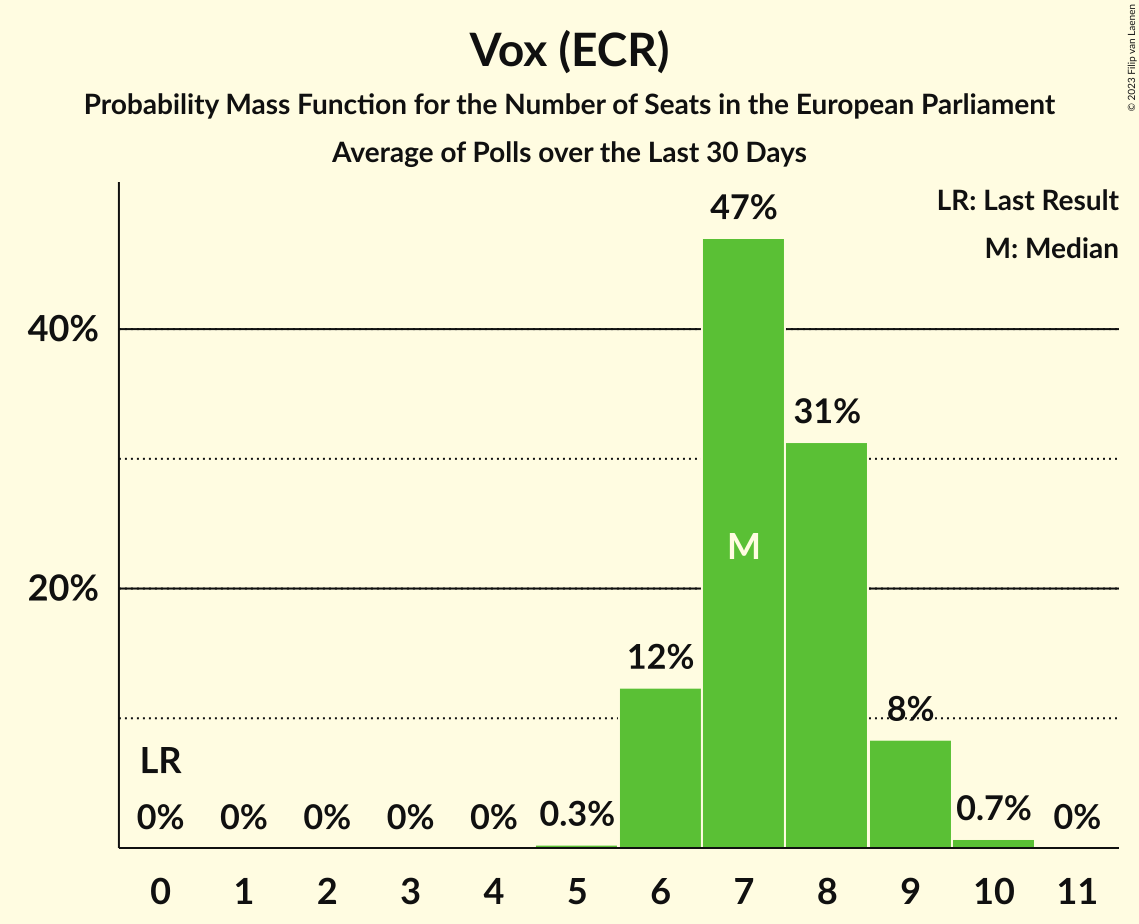 Vox (ECR)
Probability Mass Function for the Number of Seats in the European Parliament
Average of Polls over the Last 30 Days
© 2023 Filip van Laenen
LR: Last Result
M: Median
40%
20%
LR
0%
0%
0%
0%
0%
0.3%
12%
47%
M
31%
8%
0.7%
0%
0 1 2 3 4 5 6 7 8 9 10 11